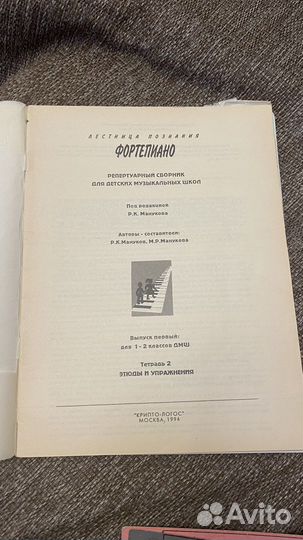 ЛЕСТНИЦА ПОЗНАНИЯ
ФОРТЕПИАНО
РЕПЕРТУАРНЫЙ СБОРНИК
ДЛЯ ДЕТСКИХ МУЗЫКАЛЬНЫХ ШКОЛ
Под редакцией
Р.К. Манукова
Авторы - составители:
Р.К.Мануков, М.Р.Манукова
Выпуск первый:
для 1 - 2 классов ДМШ
Тетрадь 2
ЭТЮДЫ И УПРАЖНЕНИЯ
"КРИПТО-ЛОГОС"
МОСКВА, 1994
Avito